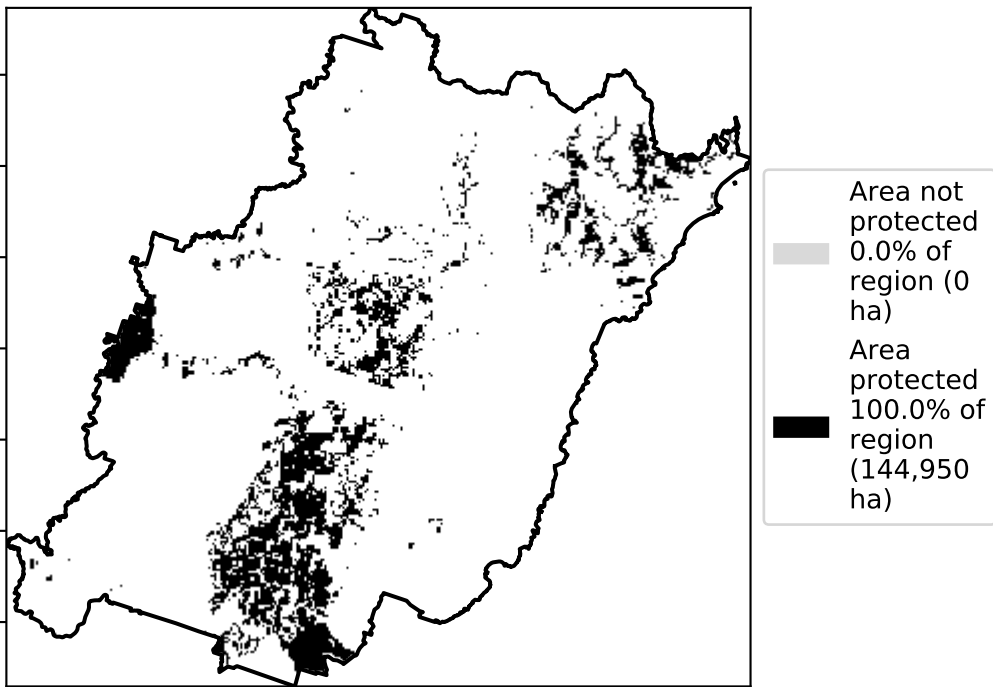 Area not
protected
0.0% of
region (0
ha)
Area
protected
100.0% of
region
(144,950
ha)